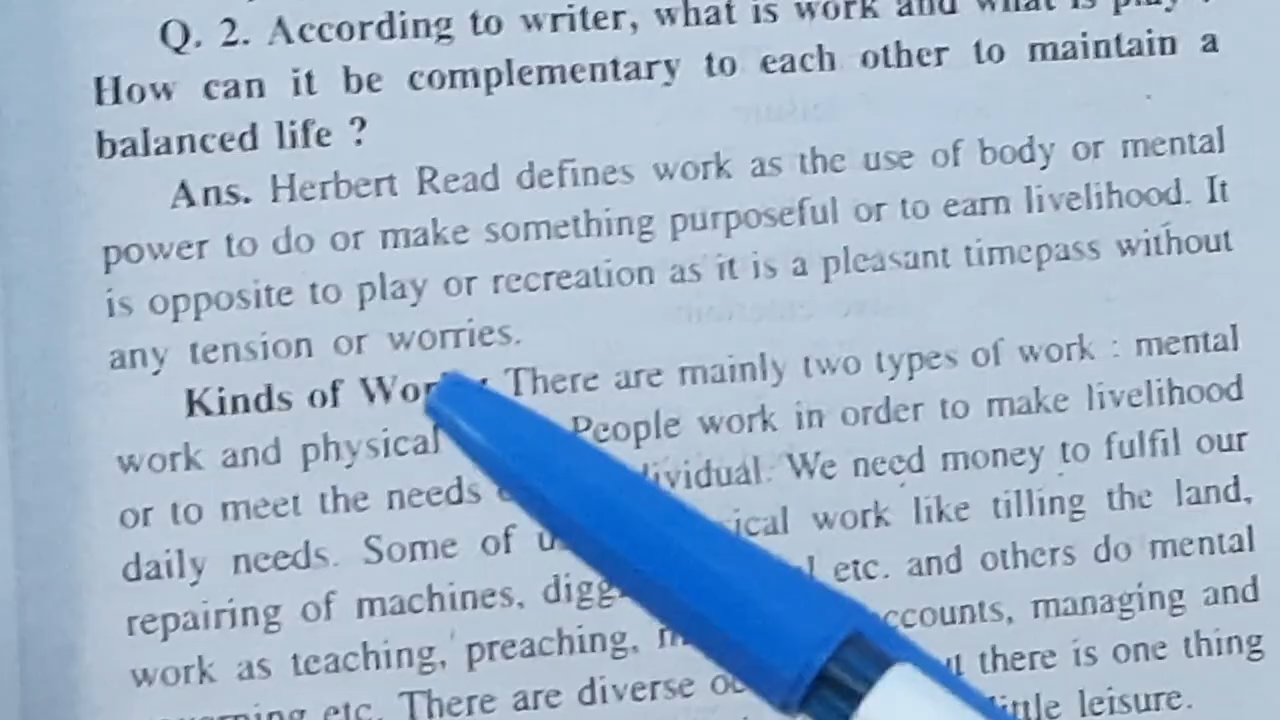 Q. 2. According to writer, what is work and what is play ?
How can it be complementary to each other to maintain a
balanced life ?
Ans. Herbert Read defines work as the use of body or mental
power to do or make something purposeful or to earn livelihood. It
is opposite to play or recreation as it is a pleasant timepass without
any tension or worries.
Kinds of Work There are mainly two types of work : mental
work and physical People work in order to make livelihood
or to meet the needs We need money to fulfil our
daily needs. Some of work like tilling the land,
repairing of machines, etc. and others do mental
work as teaching, preaching, managing and
etc. There are diverse there is one thing
leisure.